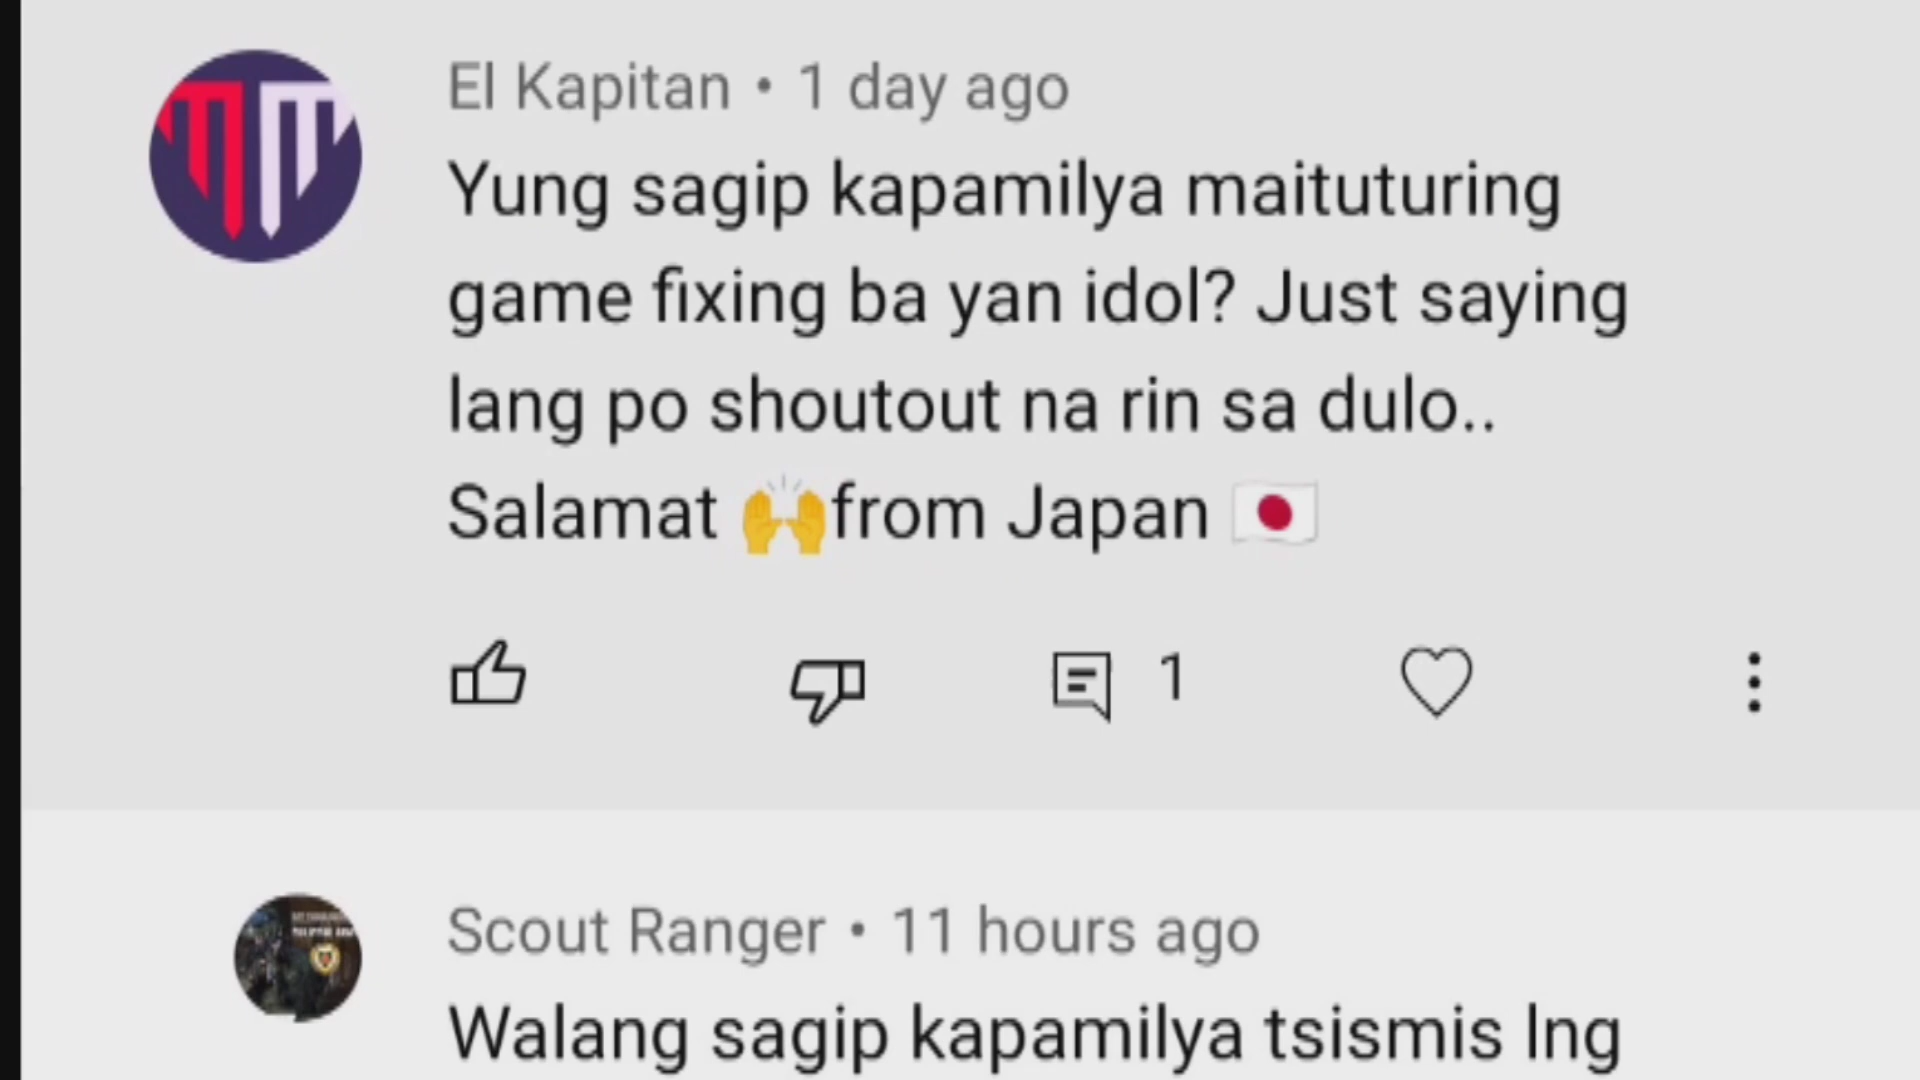 El Kapitan • 1 day ago
Yung sagip kapamilya maituturing
game fixing ba yan idol? Just saying
lang po shoutout na rin sa dulo..
Salamat 🙌from Japan 🇯🇵
1
Scout Ranger • 11 hours ago
Walang sagip kapamilya tsismis lng